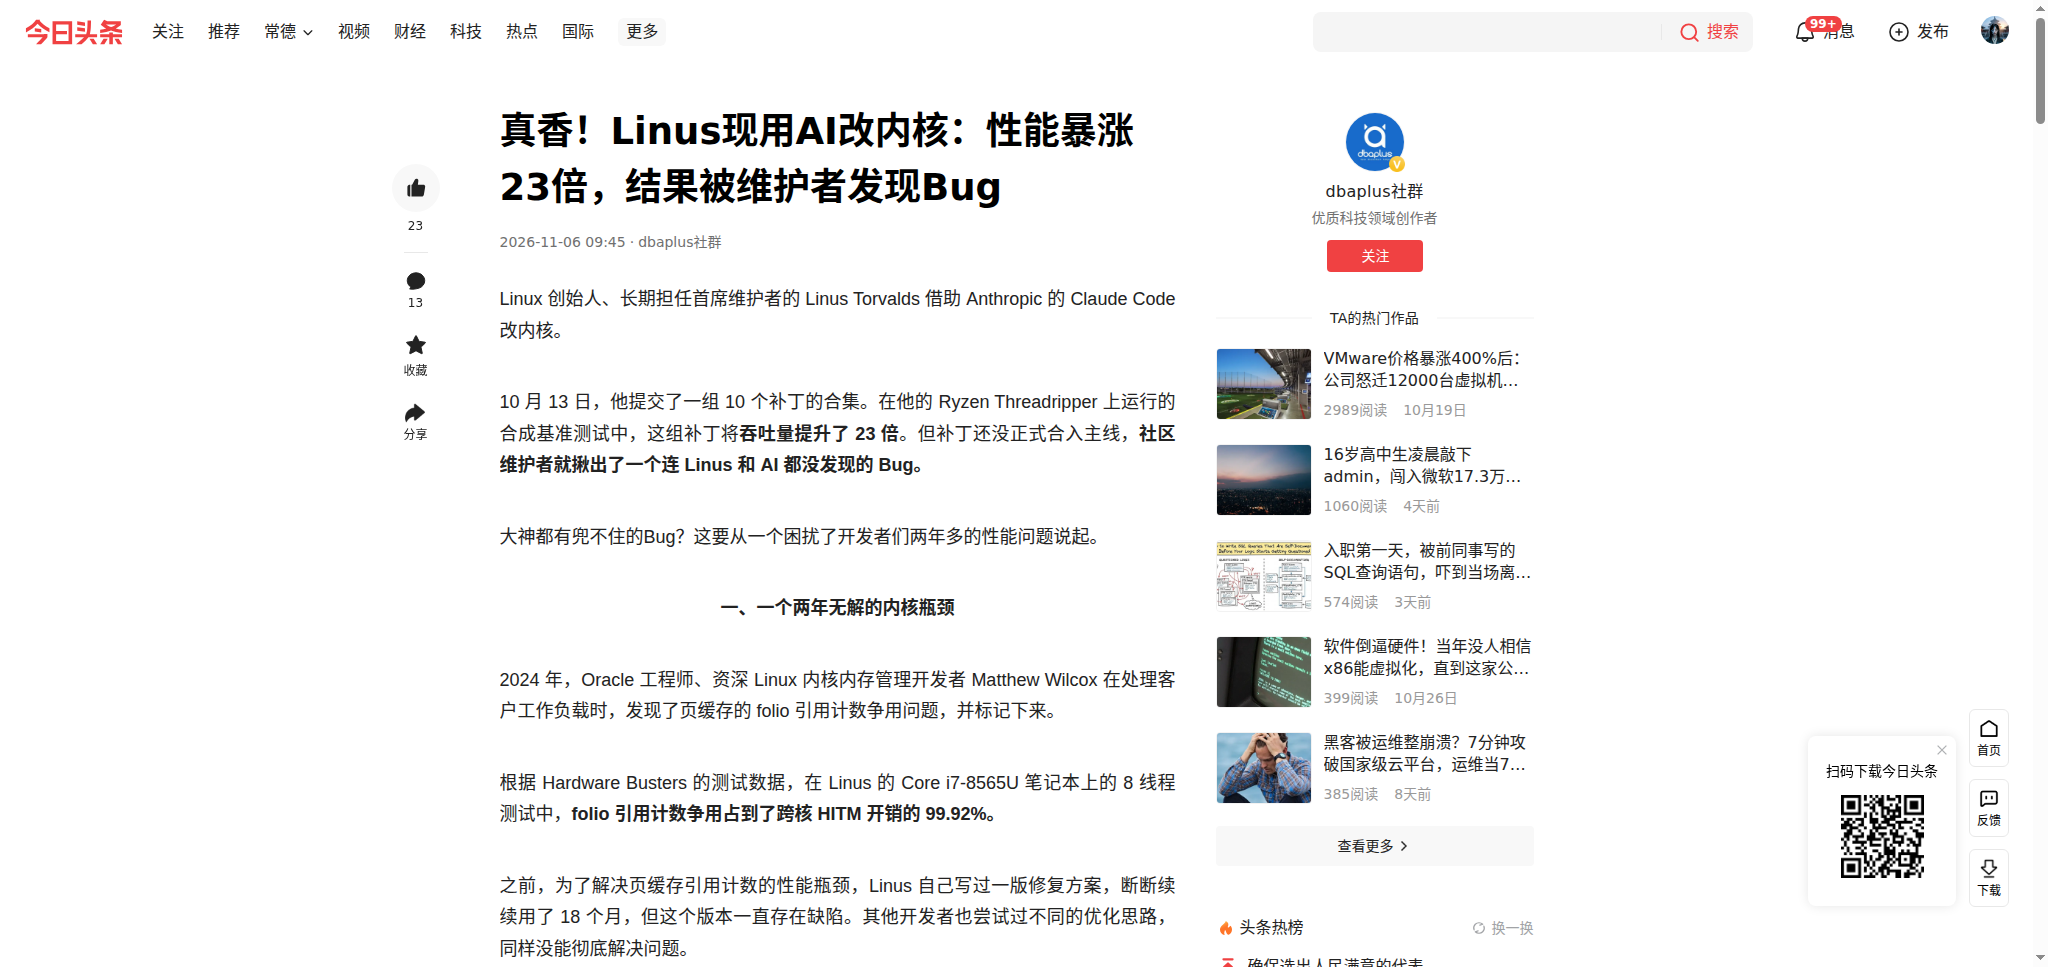 今日头条
关注 推荐 常德 视频 财经 科技 热点 国际 更多
搜索
99+
消息
发布
真香！Linus现用AI改内核：性能暴涨
23倍，结果被维护者发现Bug
2026-11-06 09:45 · dbaplus社群
23
13
收藏
分享
Linux 创始人、长期担任首席维护者的 Linus Torvalds 借助 Anthropic 的 Claude Code
改内核。
10 月 13 日，他提交了一组 10 个补丁的合集。在他的 Ryzen Threadripper 上运行的
合成基准测试中，这组补丁将吞吐量提升了 23 倍。但补丁还没正式合入主线，社区
维护者就揪出了一个连 Linus 和 AI 都没发现的 Bug。
大神都有兜不住的Bug？这要从一个困扰了开发者们两年多的性能问题说起。
一、一个两年无解的内核瓶颈
2024 年，Oracle 工程师、资深 Linux 内核内存管理开发者 Matthew Wilcox 在处理客
户工作负载时，发现了页缓存的 folio 引用计数争用问题，并标记下来。
根据 Hardware Busters 的测试数据，在 Linus 的 Core i7-8565U 笔记本上的 8 线程
测试中，folio 引用计数争用占到了跨核 HITM 开销的 99.92%。
之前，为了解决页缓存引用计数的性能瓶颈，Linus 自己写过一版修复方案，断断续
续用了 18 个月，但这个版本一直存在缺陷。其他开发者也尝试过不同的优化思路，
同样没能彻底解决问题。
dbaplus
dbaplus社群
优质科技领域创作者
关注
TA的热门作品
VMware价格暴涨400%后：
公司怒迁12000台虚拟机...
2989阅读 10月19日
16岁高中生凌晨敲下
admin，闯入微软17.3万...
1060阅读 4天前
入职第一天，被前同事写的
SQL查询语句，吓到当场离...
574阅读 3天前
软件倒逼硬件！当年没人相信
x86能虚拟化，直到这家公...
399阅读 10月26日
黑客被运维整崩溃？7分钟攻
破国家级云平台，运维当7...
385阅读 8天前
查看更多
头条热榜
换一换
确保选出人民满意的代表
扫码下载今日头条
首页
反馈
下载